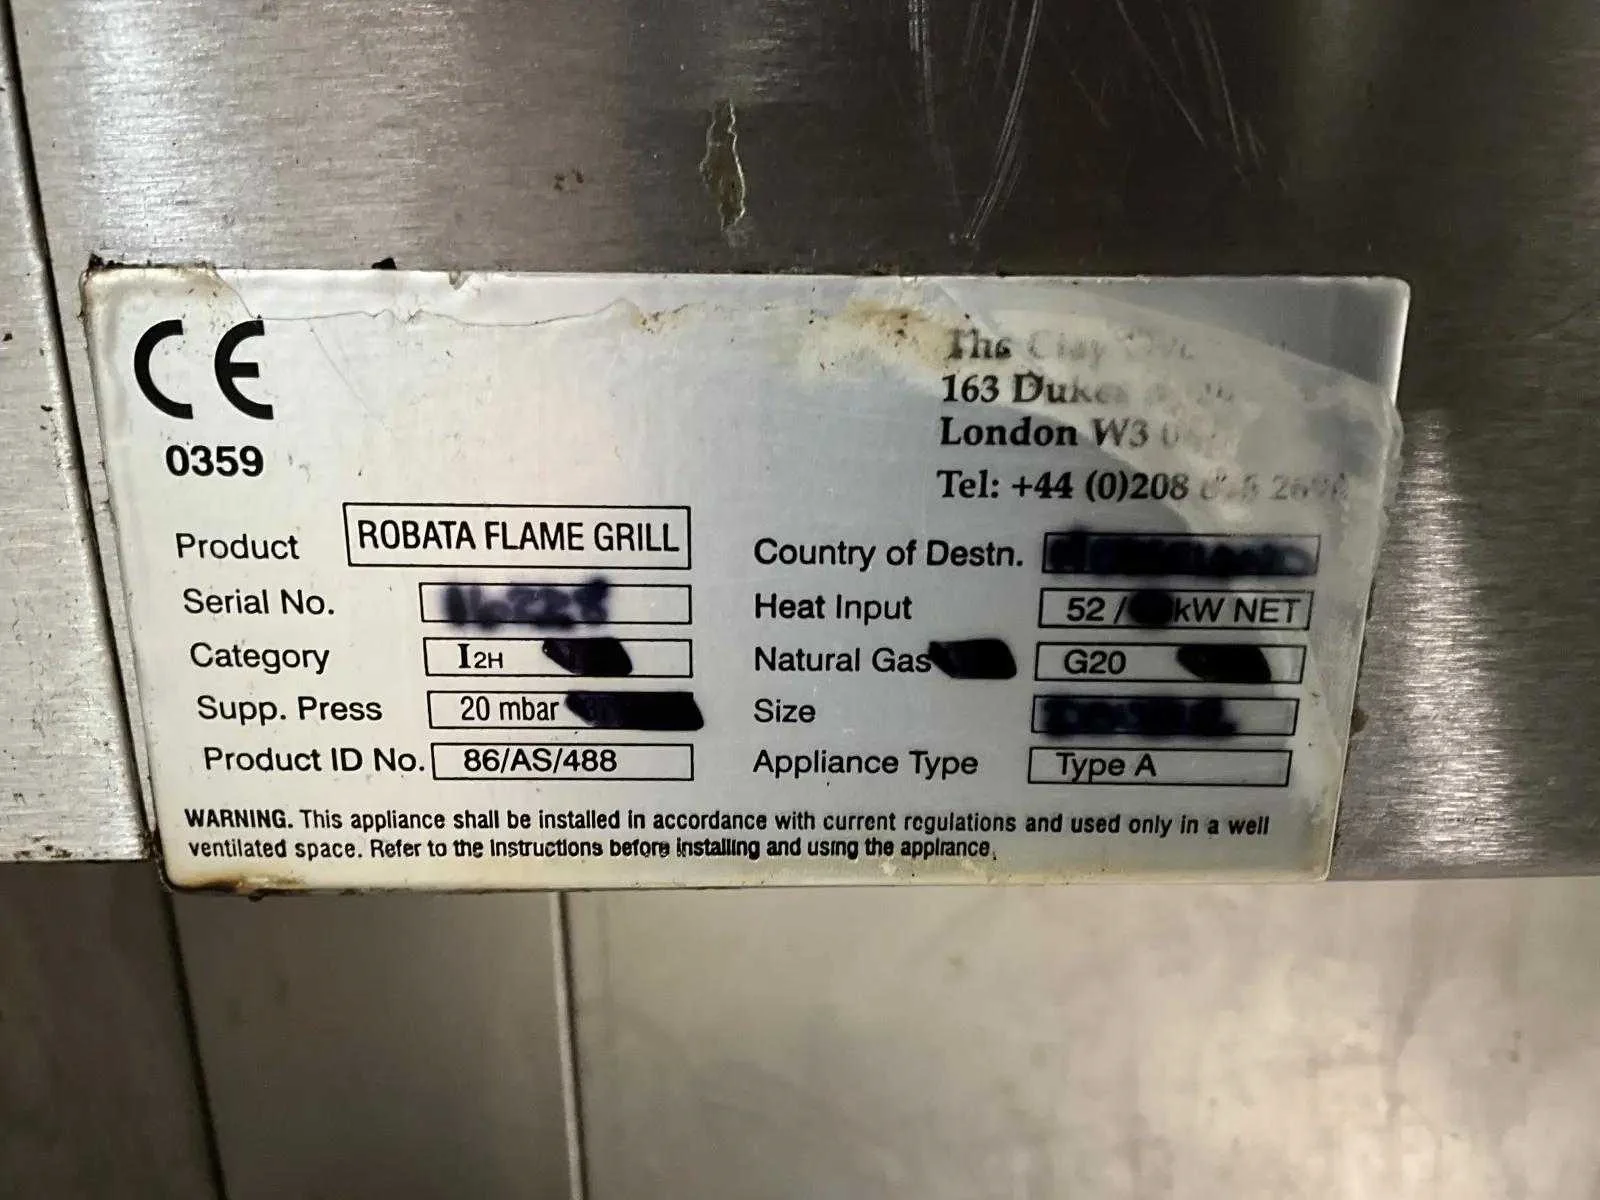 CE
0359
The Clay
163 Dukes
London W3
Tel: +44 (0)208
Product ROBATA FLAME GRILL
Serial No.
Category I2H
Supp. Press 20 mbar
Product ID No. 86/AS/488
Country of Destn.
Heat Input 52 / kW NET
Natural Gas G20
Size
Appliance Type Type A
WARNING. This appliance shall be installed in accordance with current regulations and used only in a well
ventilated space. Refer to the Instructions before installing and using the appliance.